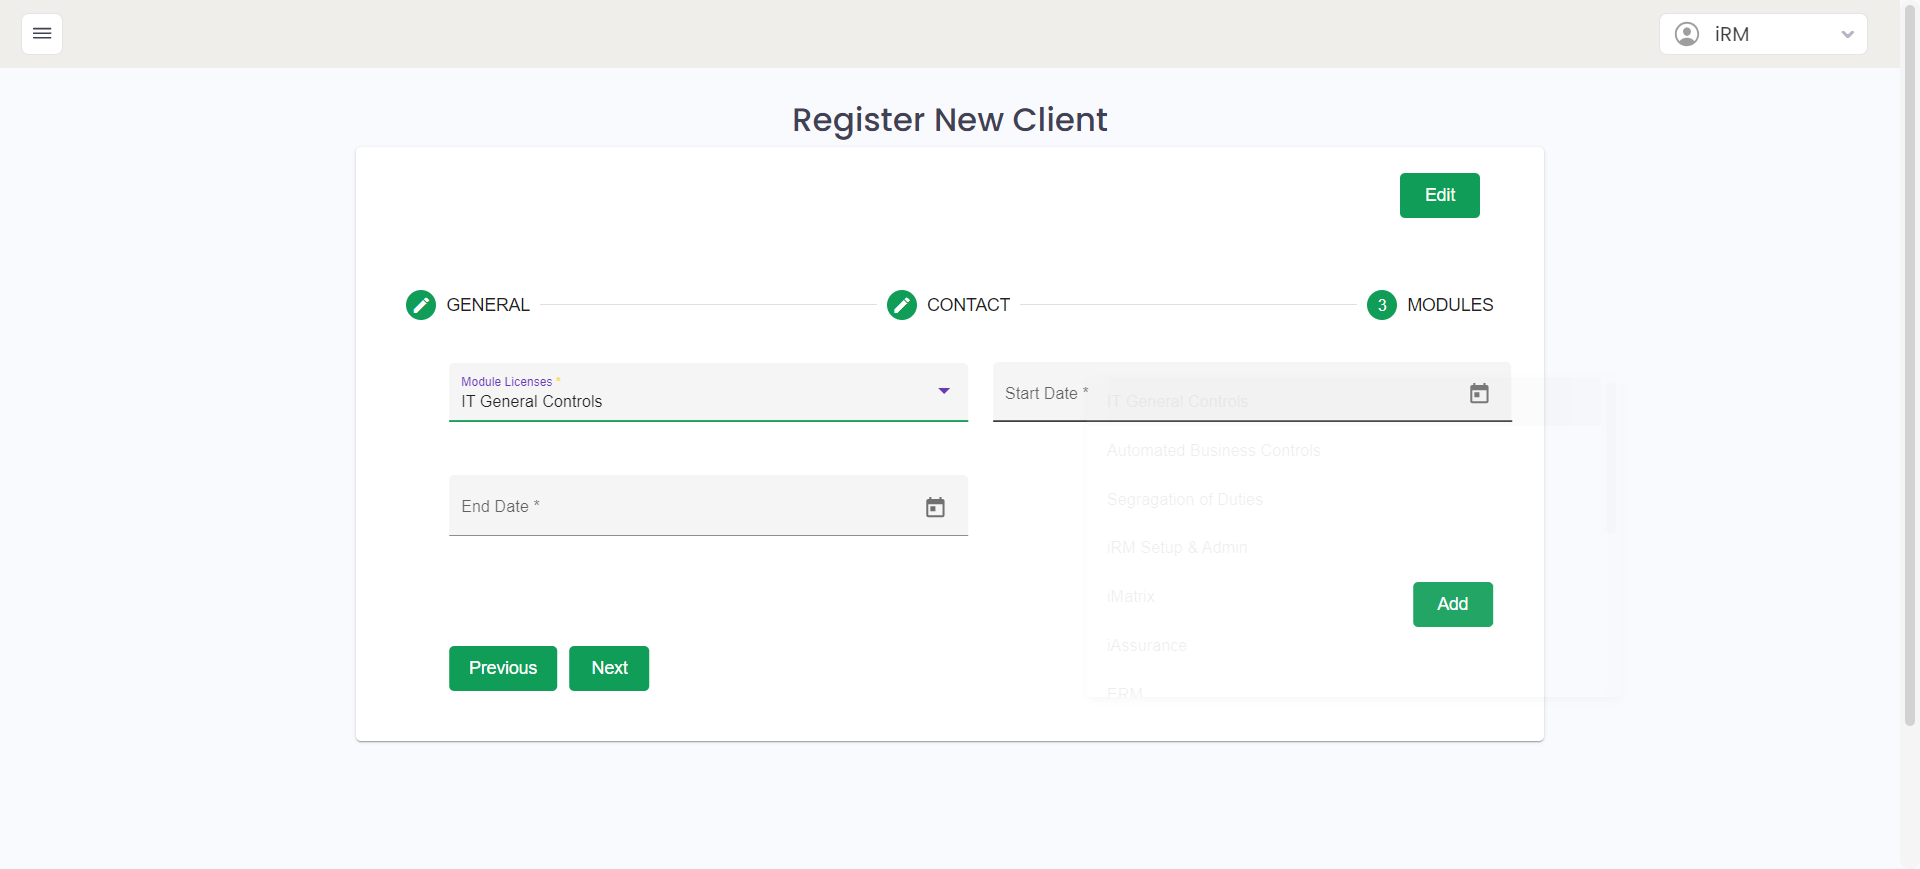 iRM
Register New Client
Edit
GENERAL
CONTACT
3 MODULES
Module Licenses *
IT General Controls
Start Date *
IT General Controls
Automated Business Controls
Segragation of Duties
End Date *
iRM Setup & Admin
iMatrix
Add
iAssurance
Previous
Next
ERM